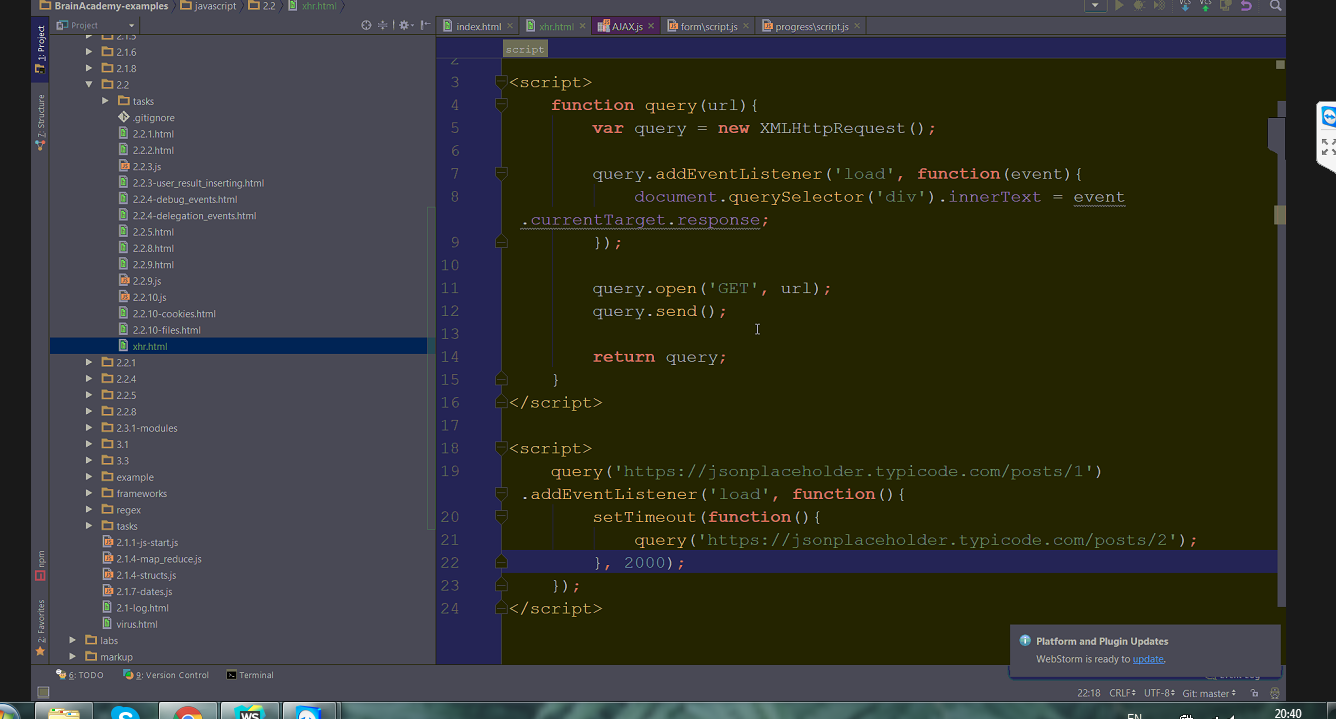 BrainAcademy-examples javascript 2.2 xhr.html
Project
index.html xhr.html AJAX.js form\script.js progress\script.js
1: Project
7: Structure
npm
2: Favorites
2.1.5
2.1.6
2.1.8
2.2
tasks
.gitignore
2.2.1.html
2.2.2.html
2.2.3.js
2.2.3-user_result_inserting.html
2.2.4-debug_events.html
2.2.4-delegation_events.html
2.2.5.html
2.2.8.html
2.2.9.html
2.2.9.js
2.2.10.js
2.2.10-cookies.html
2.2.10-files.html
xhr.html
2.2.1
2.2.4
2.2.5
2.2.8
2.3.1-modules
3.1
3.3
example
frameworks
regex
tasks
2.1.1-js-start.js
2.1.4-map_reduce.js
2.1.4-structs.js
2.1.7-dates.js
2.1-log.html
virus.html
labs
markup
script
2
3 <script>
4 function query(url){
5 var query = new XMLHttpRequest();
6
7 query.addEventListener('load', function(event){
8 document.querySelector('div').innerText = event
.currentTarget.response;
9 });
10
11 query.open('GET', url);
12 query.send();
13
14 return query;
15 }
16 </script>
17
18 <script>
19 query('https://jsonplaceholder.typicode.com/posts/1')
.addEventListener('load', function(){
20 setTimeout(function(){
21 query('https://jsonplaceholder.typicode.com/posts/2');
22 }, 2000);
23 });
24 </script>
Platform and Plugin Updates
WebStorm is ready to update.
6: TODO 9: Version Control Terminal Event Log
22:18 CRLF UTF-8 Git: master
WS
EN
20:40